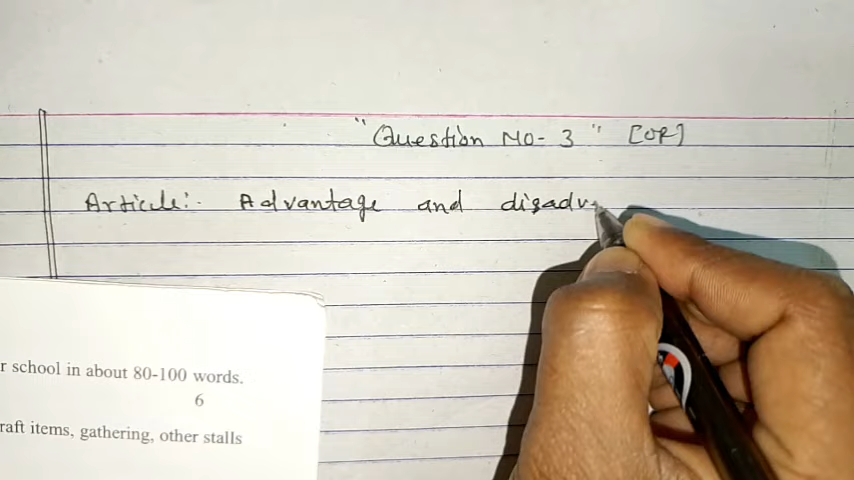 "Question NO- 3" [OR]
Article:- Advantage and disadv
r school in about 80-100 words.
6
raft items, gathering, other stalls